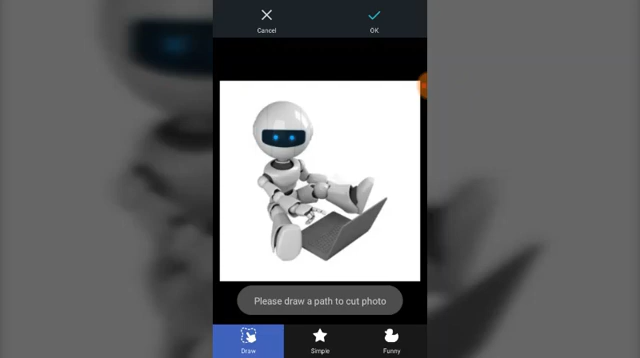 Cancel
OK
Please draw a path to cut photo
Draw
Simple
Funny